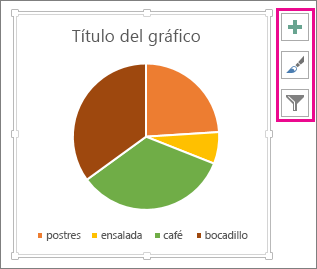 Título del gráfico
postres ensalada café bocadillo